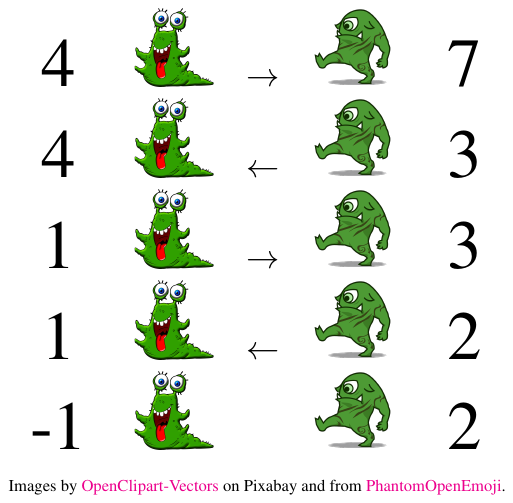 4 → 7
4 ← 3
1 → 3
1 ← 2
-1 2
Images by OpenClipart-Vectors on Pixabay and from PhantomOpenEmoji.